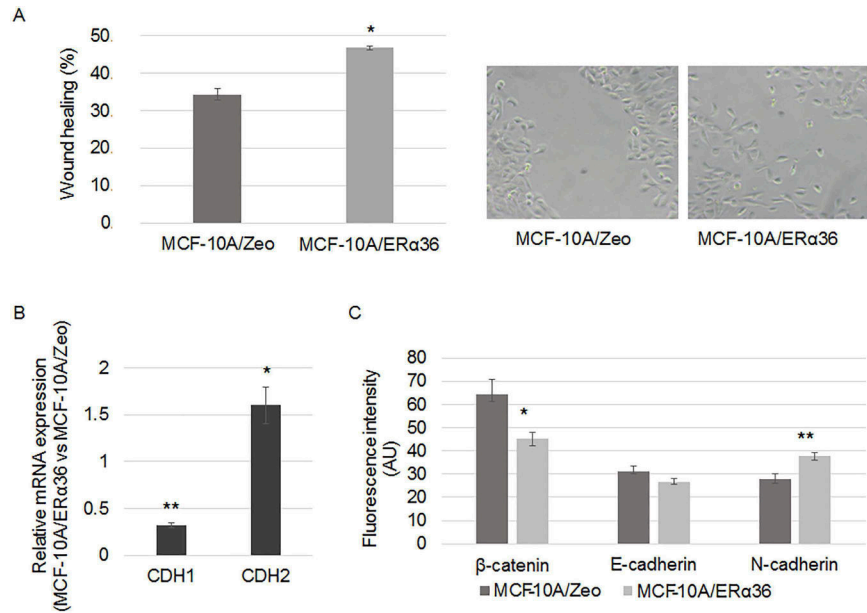 A
Wound healing (%)
50
40
30
20
10
0
*
MCF-10A/Zeo
MCF-10A/ERα36
MCF-10A/Zeo
MCF-10A/ERα36
B
Relative mRNA expression
(MCF-10A/ERα36 vs MCF-10A/Zeo)
2
1.5
1
0.5
0
**
*
CDH1
CDH2
C
Fluorescence intensity
(AU)
80
70
60
50
40
30
20
10
0
*
**
β-catenin
E-cadherin
N-cadherin
MCF-10A/Zeo
MCF-10A/ERα36